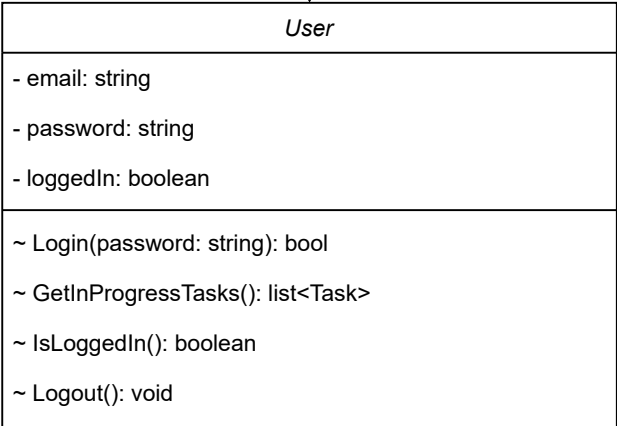 User
- email: string
- password: string
- loggedIn: boolean
~ Login(password: string): bool
~ GetInProgressTasks(): list<Task>
~ IsLoggedIn(): boolean
~ Logout(): void